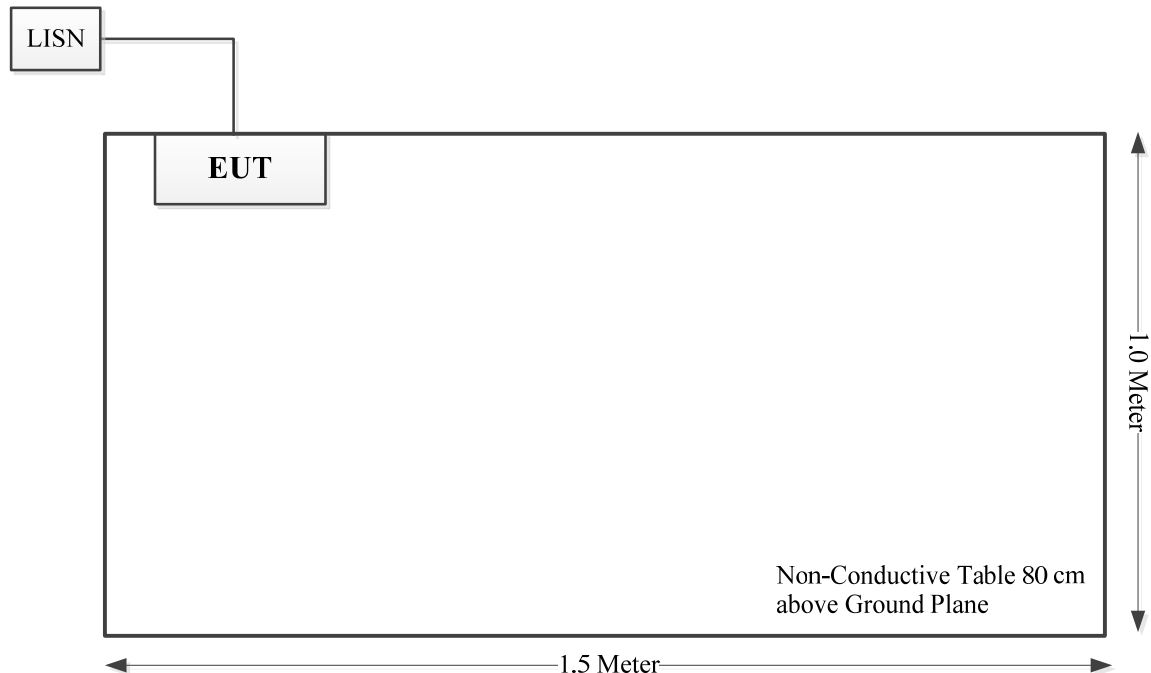 LISN
EUT
1.0 Meter
Non-Conductive Table 80 cm
above Ground Plane
1.5 Meter